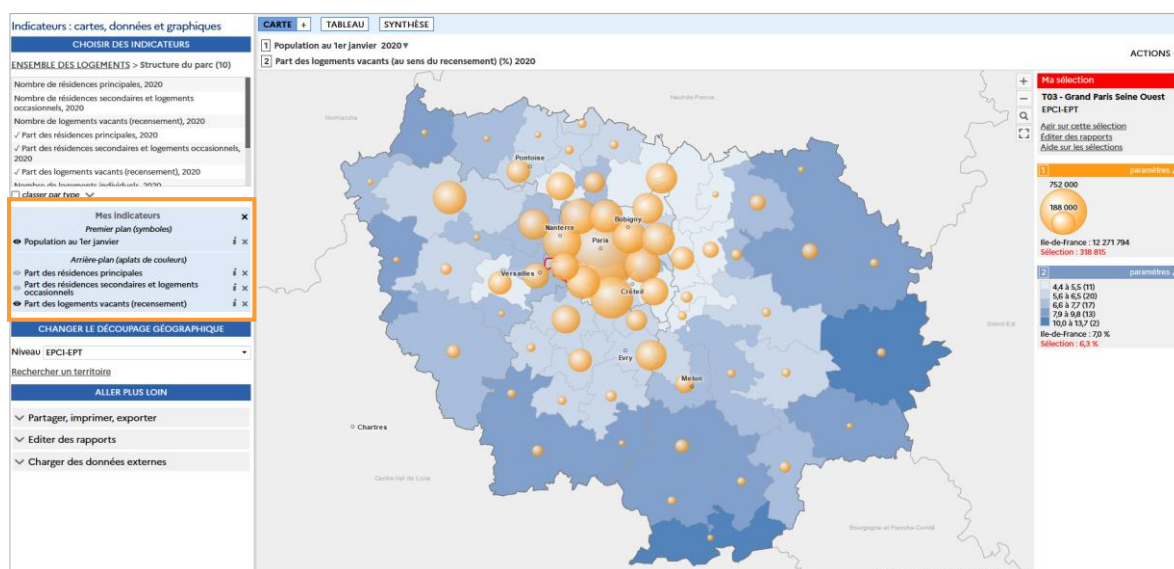 Indicateurs : cartes, données et graphiques
CHOISIR DES INDICATEURS
ENSEMBLE DES LOGEMENTS > Structure du parc (10)
Nombre de résidences principales, 2020
Nombre de résidences secondaires et logements
occasionnels, 2020
Nombre de logements vacants (recensement), 2020
✓ Part des résidences principales, 2020
✓ Part des résidences secondaires et logements occasionnels,
2020
✓ Part des logements vacants (recensement), 2020
Nombre de logements individuels, 2020
classer par type
Mes indicateurs ×
Premier plan (symboles)
Population au 1er janvier i ×
Arrière-plan (aplats de couleurs)
Part des résidences principales i ×
Part des résidences secondaires et logements
occasionnels i ×
Part des logements vacants (recensement) i ×
CHANGER LE DÉCOUPAGE GÉOGRAPHIQUE
Niveau EPCI-EPT
Rechercher un territoire
ALLER PLUS LOIN
Partager, imprimer, exporter
Editer des rapports
Charger des données externes
CARTE + TABLEAU SYNTHÈSE
1 Population au 1er janvier 2020▼
2 Part des logements vacants (au sens du recensement) (%) 2020
ACTIONS
Hauts-de-France
Normandie
Pontoise
Bobigny
Nanterre
Paris
Versailles
Créteil
Grand Est
Evry
Melun
Chartres
Centre-Val de Loire
Bourgogne et Franche-Comté
+
−
Ma sélection
T03 - Grand Paris Seine Ouest
EPCI-EPT
Agir sur cette sélection
Éditer des rapports
Aide sur les sélections
1 paramètres
752 000
188 000
Ile-de-France : 12 271 794
Sélection : 318 815
2 paramètres
4,4 à 5,5 (11)
5,6 à 6,5 (20)
6,6 à 7,7 (17)
7,9 à 9,8 (13)
10,0 à 13,7 (2)
Ile-de-France : 7,0 %
Sélection : 6,3 %